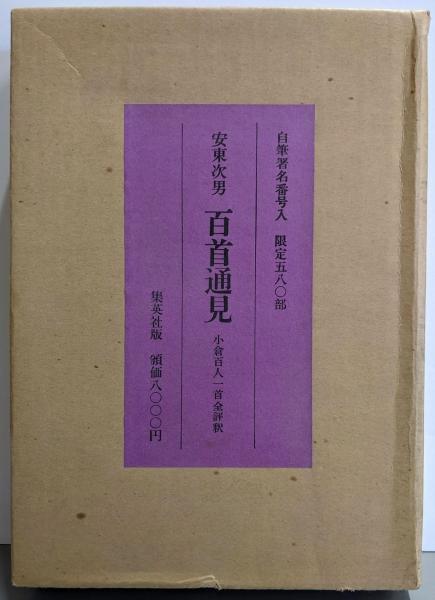 自筆署名番号入 限定五八〇部
安東次男 百首通見 小倉百人一首全評釈
集英社版 領価八〇〇〇円